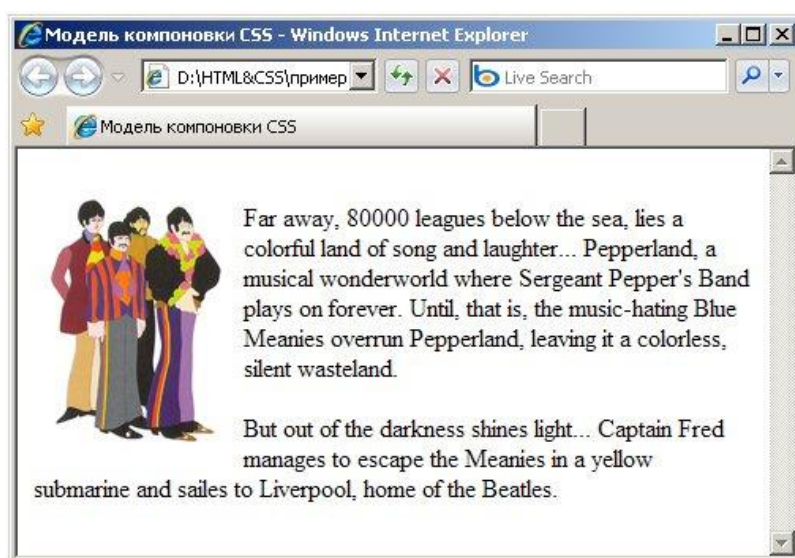 Модель компоновки CSS - Windows Internet Explorer
D:\HTML&CSS\пример
Live Search
Модель компоновки CSS
Far away, 80000 leagues below the sea, lies a
colorful land of song and laughter... Pepperland, a
musical wonderworld where Sergeant Pepper's Band
plays on forever. Until, that is, the music-hating Blue
Meanies overrun Pepperland, leaving it a colorless,
silent wasteland.
But out of the darkness shines light... Captain Fred
manages to escape the Meanies in a yellow
submarine and sailes to Liverpool, home of the Beatles.